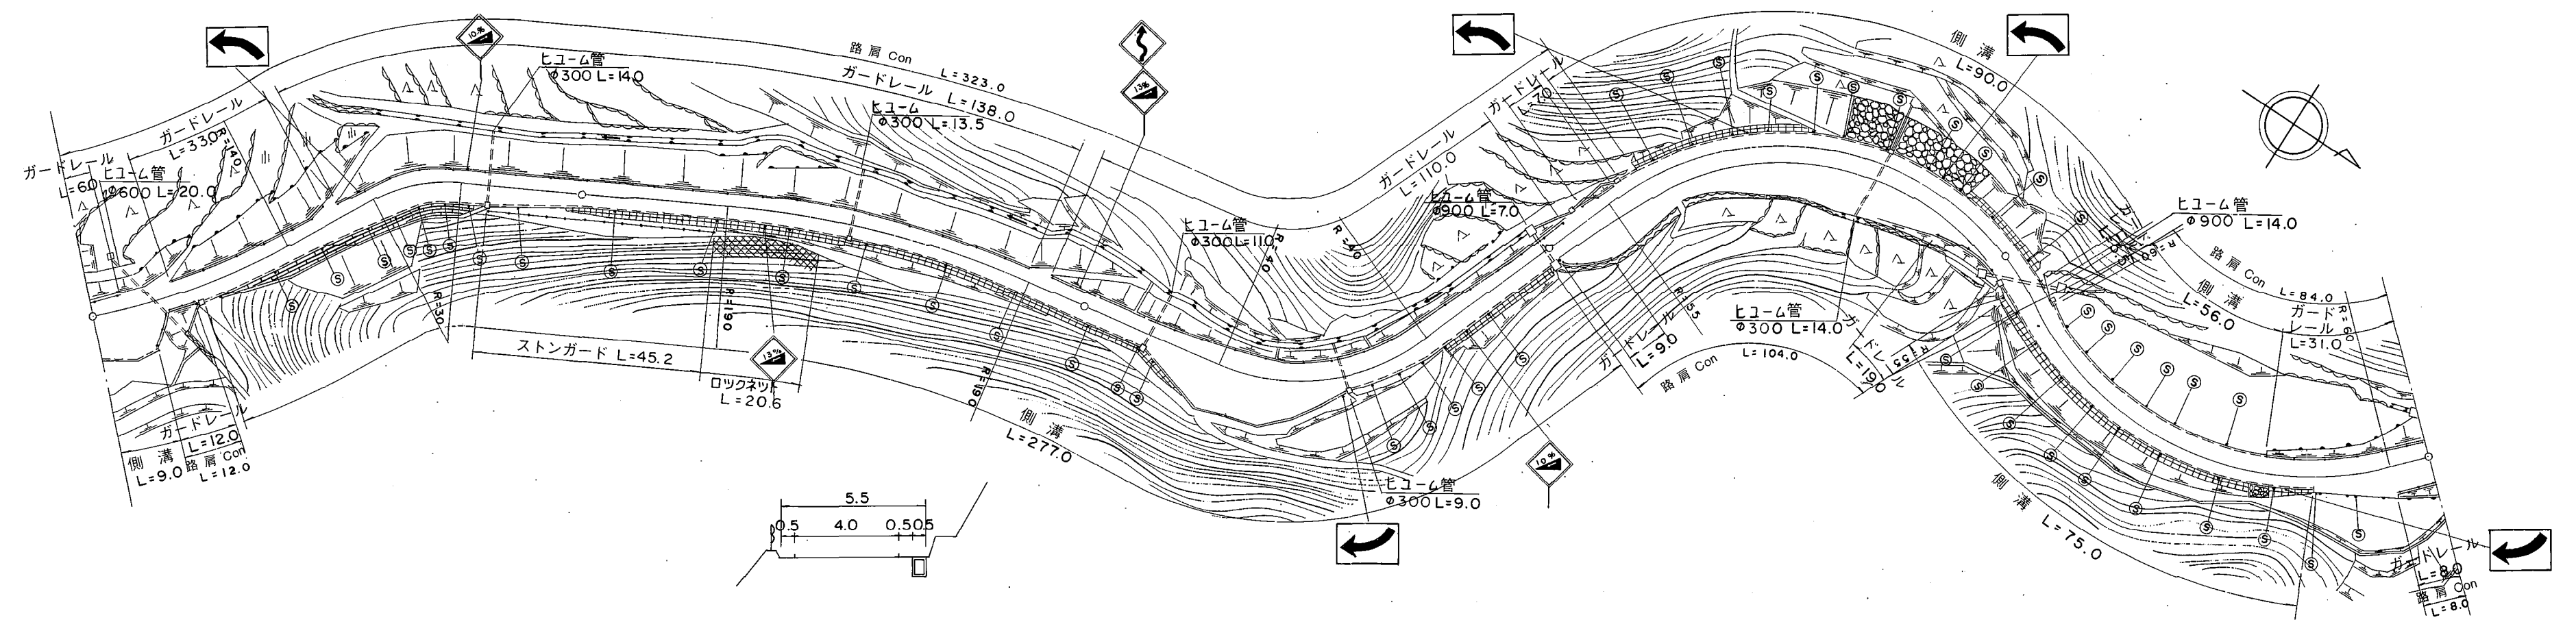 10%
路肩 Con L=323.0
ガードレール L=138.0
ヒューム管
φ300 L=14.0
ヒューム
φ300 L=13.5
ガードレール
L=33.0
R=140
ガードレール
L=6.0
ヒューム管
φ600 L=20.0
13%
ガードレール
L=7.0
ガードレール
L=110.0
ヒューム管
φ900 L=7.0
ヒューム管
φ300 L=11.0
R=40
R=40
側溝
L=90.0
ヒューム管
φ900 L=14.0
路肩 Con
L=84.0
側溝
L=56.0
ガード
レール
L=31.0
R=60
R=30
R=190
ストンガード L=45.2
13%
ロックネット
L=20.6
R=190
側溝
L=277.0
R=55
ガードレール
L=9.0
路肩 Con
L=104.0
ヒューム管
φ300 L=14.0
ガードレール
L=19.0
R=55
10%
ヒューム管
φ300 L=9.0
ガードレール
L=12.0
側溝
L=9.0
路肩 Con
L=12.0
5.5
0.5 4.0 0.5 0.5
側溝
L=75.0
ガードレール
L=8.0
路肩 Con
L=8.0